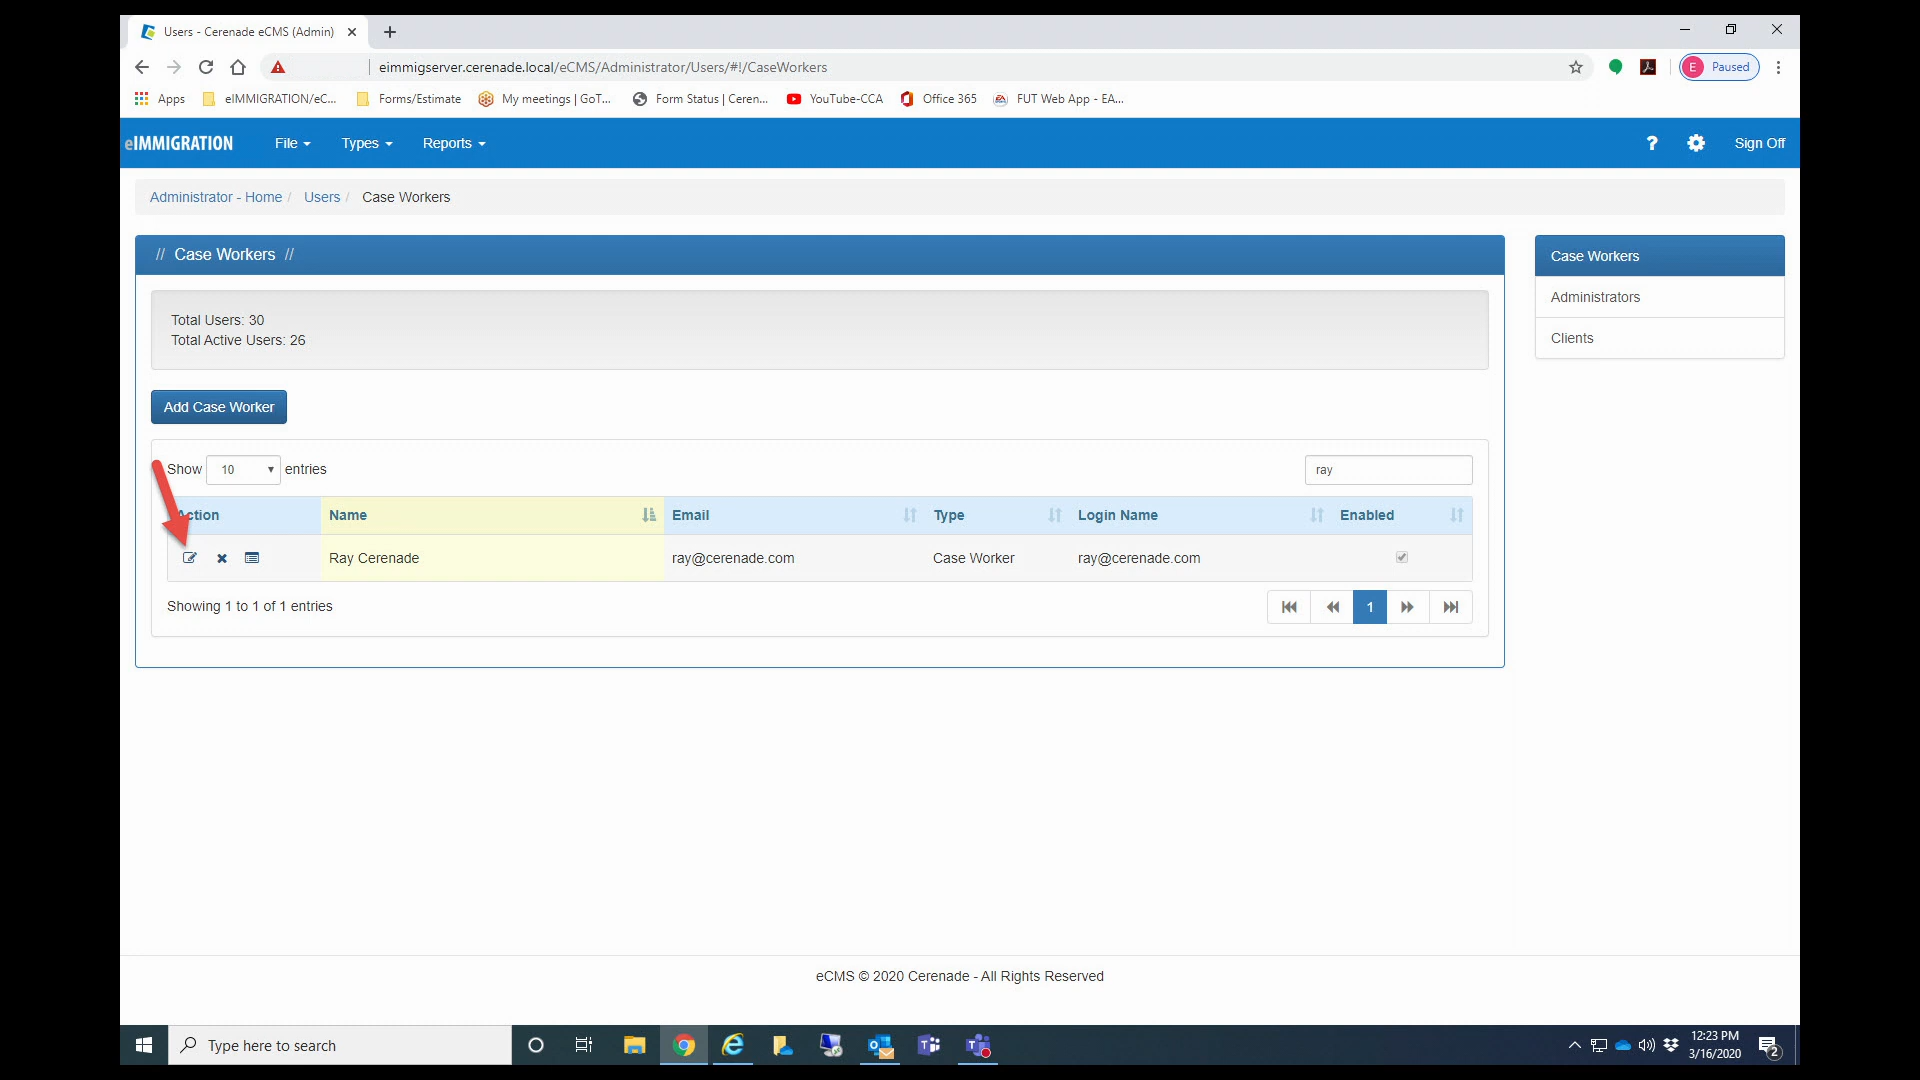 Users - Cerenade eCMS (Admin)
eimmigserver.cerenade.local/eCMS/Administrator/Users/#!/CaseWorkers
E Paused
Apps eIMMIGRATION/eC... Forms/Estimate My meetings | GoT... Form Status | Ceren... YouTube-CCA Office 365 FUT Web App - EA...
eIMMIGRATION File Types Reports ? Sign Off
Administrator - Home / Users / Case Workers
// Case Workers //
Case Workers
Administrators
Clients
Total Users: 30
Total Active Users: 26
Add Case Worker
Show 10 entries
ray
Action Name Email Type Login Name Enabled
Ray Cerenade ray@cerenade.com Case Worker ray@cerenade.com
Showing 1 to 1 of 1 entries
1
eCMS © 2020 Cerenade - All Rights Reserved
Type here to search
12:23 PM
3/16/2020
2